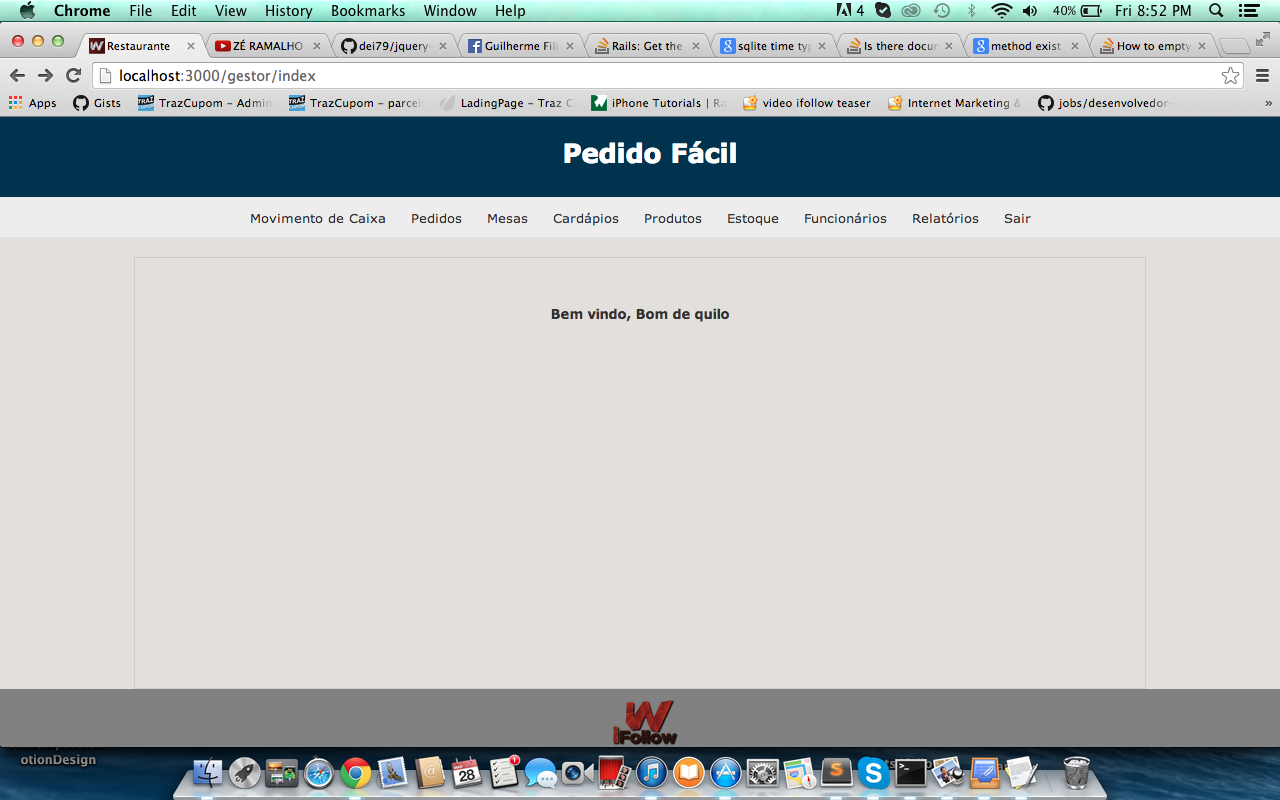 Chrome File Edit View History Bookmarks Window Help 4 40% Fri 8:52 PM
Restaurante ZÉ RAMALHO dei79/jquery- Guilherme Fili Rails: Get the sqlite time typ Is there docum method exist How to empty
localhost:3000/gestor/index
Apps Gists TrazCupom – Admin TrazCupom – parcei LadingPage – Traz C iPhone Tutorials | Ra video ifollow teaser Internet Marketing & jobs/desenvolvedor- »
Pedido Fácil
Movimento de Caixa Pedidos Mesas Cardápios Produtos Estoque Funcionários Relatórios Sair
Bem vindo, Bom de quilo
W
iFollow
otionDesign
MAR 28 1